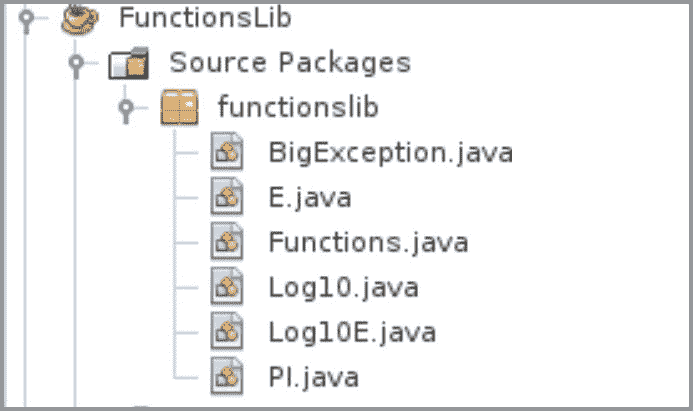 FunctionsLib
Source Packages
functionslib
BigException.java
E.java
Functions.java
Log10.java
Log10E.java
PI.java